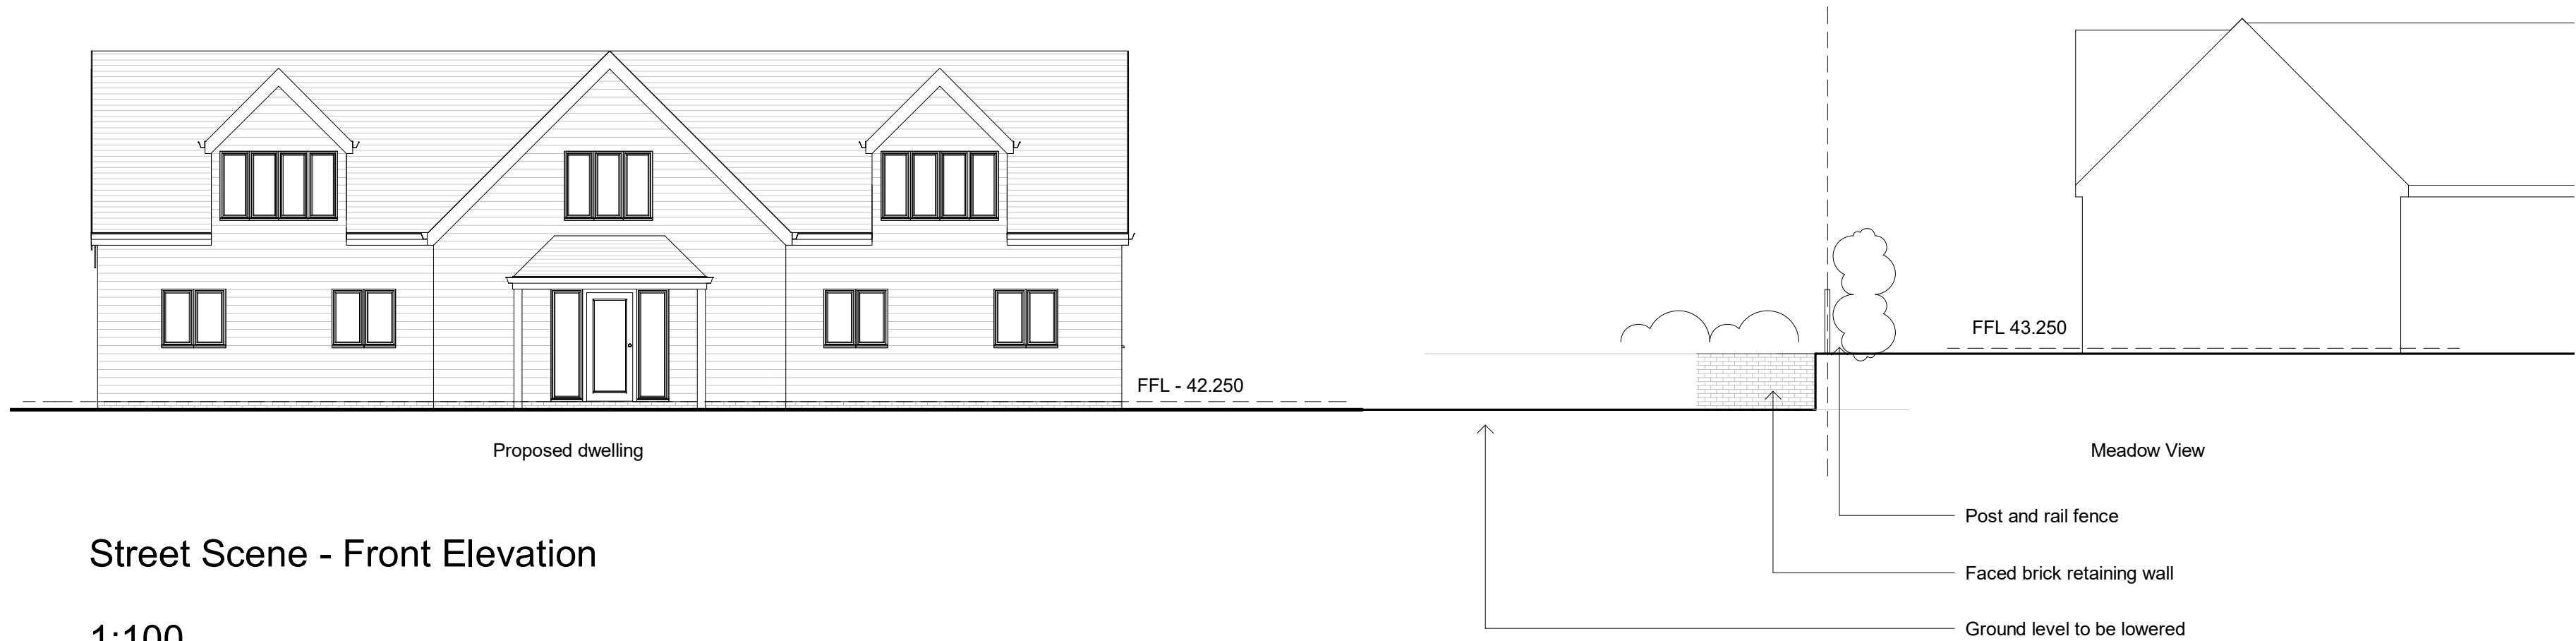 FFL 43.250
FFL - 42.250
Proposed dwelling
Meadow View
Post and rail fence
Street Scene - Front Elevation
Faced brick retaining wall
Ground level to be lowered
1:100